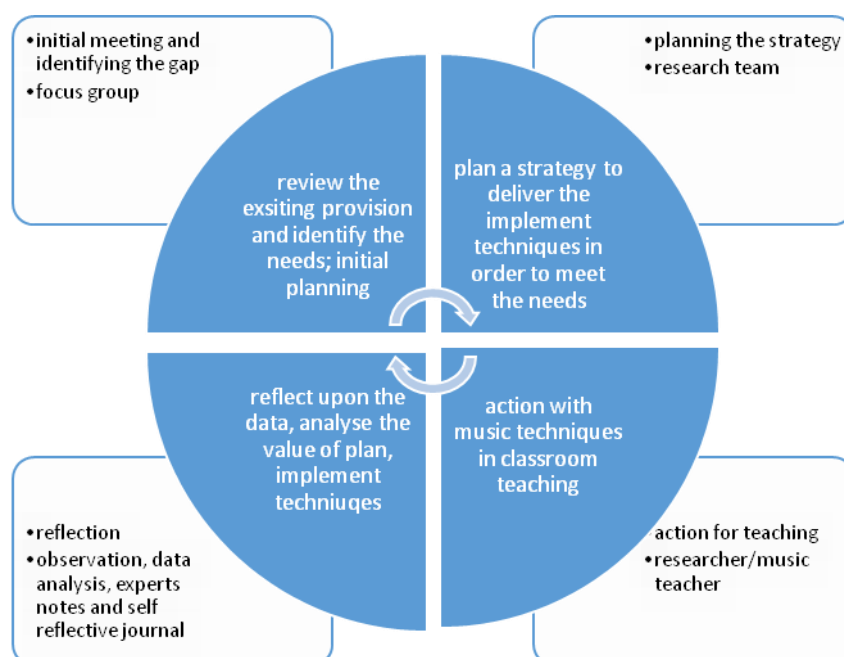 •initial meeting and
identifying the gap
•focus group
•planning the strategy
•research team
review the
exsiting provision
and identify the
needs; initial
planning
plan a strategy to
deliver the
implement
techniques in
order to meet
the needs
reflect upon the
data, analyse the
value of plan,
implement
techniuqes
action with
music techniques
in classroom
teaching
•reflection
•observation, data
analysis, experts
notes and self
reflective journal
•action for teaching
•researcher/music
teacher